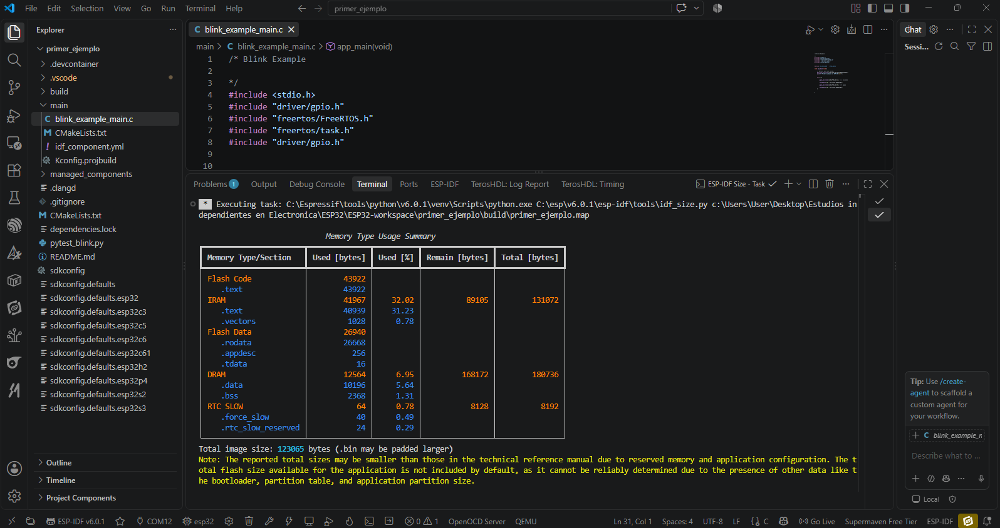 File Edit Selection View Go Run Terminal Help
primer_ejemplo
Explorer
primer_ejemplo
.devcontainer
.vscode
build
main
C blink_example_main.c
M CMakeLists.txt
! idf_component.yml
Kconfig.projbuild
managed_components
.clangd
.gitignore
M CMakeLists.txt
dependencies.lock
pytest_blink.py
README.md
sdkconfig
sdkconfig.defaults
sdkconfig.defaults.esp32
sdkconfig.defaults.esp32c3
sdkconfig.defaults.esp32c5
sdkconfig.defaults.esp32c6
sdkconfig.defaults.esp32c61
sdkconfig.defaults.esp32h2
sdkconfig.defaults.esp32p4
sdkconfig.defaults.esp32s2
sdkconfig.defaults.esp32s3
Outline
Timeline
Project Components
C blink_example_main.c
main > C blink_example_main.c > app_main(void)
1 /* Blink Example
2
3 */
4 #include <stdio.h>
5 #include "driver/gpio.h"
6 #include "freertos/FreeRTOS.h"
7 #include "freertos/task.h"
8 #include "driver/gpio.h"
9
10
Problems 1 Output Debug Console Terminal Ports ESP-IDF TerosHDL: Log Report TerosHDL: Timing
ESP-IDF Size - Task
* Executing task: C:\Espressif\tools\python\v6.0.1\venv\Scripts\python.exe C:\esp\v6.0.1\esp-idf\tools\idf_size.py c:\Users\User\Desktop\Estudios in
dependientes en Electronica\ESP32\ESP32-workspace\primer_ejemplo\build\primer_ejemplo.map
Memory Type Usage Summary
Memory Type/Section Used [bytes] Used [%] Remain [bytes] Total [bytes]
Flash Code 43922
.text 43922
IRAM 41967 32.02 89105 131072
.text 40939 31.23
.vectors 1028 0.78
Flash Data 26940
.rodata 26668
.appdesc 256
.tdata 16
DRAM 12564 6.95 168172 180736
.data 10196 5.64
.bss 2368 1.31
RTC SLOW 64 0.78 8128 8192
.force_slow 40 0.49
.rtc_slow_reserved 24 0.29
Total image size: 123065 bytes (.bin may be padded larger)
Note: The reported total sizes may be smaller than those in the technical reference manual due to reserved memory and application configuration. The t
otal flash size available for the application is not included by default, as it cannot be reliably determined due to the presence of other data like t
he bootloader, partition table, and application partition size.
Chat
Sessi...
Tip: Use /create-
agent to scaffold a
custom agent for
your workflow.
C blink_example_m
Describe what to ...
Local
ESP-IDF v6.0.1 COM12 esp32 0 1 OpenOCD Server QEMU Ln 31, Col 1 Spaces: 4 UTF-8 LF { } C Go Live Supermaven Free Tier ESP-IDF